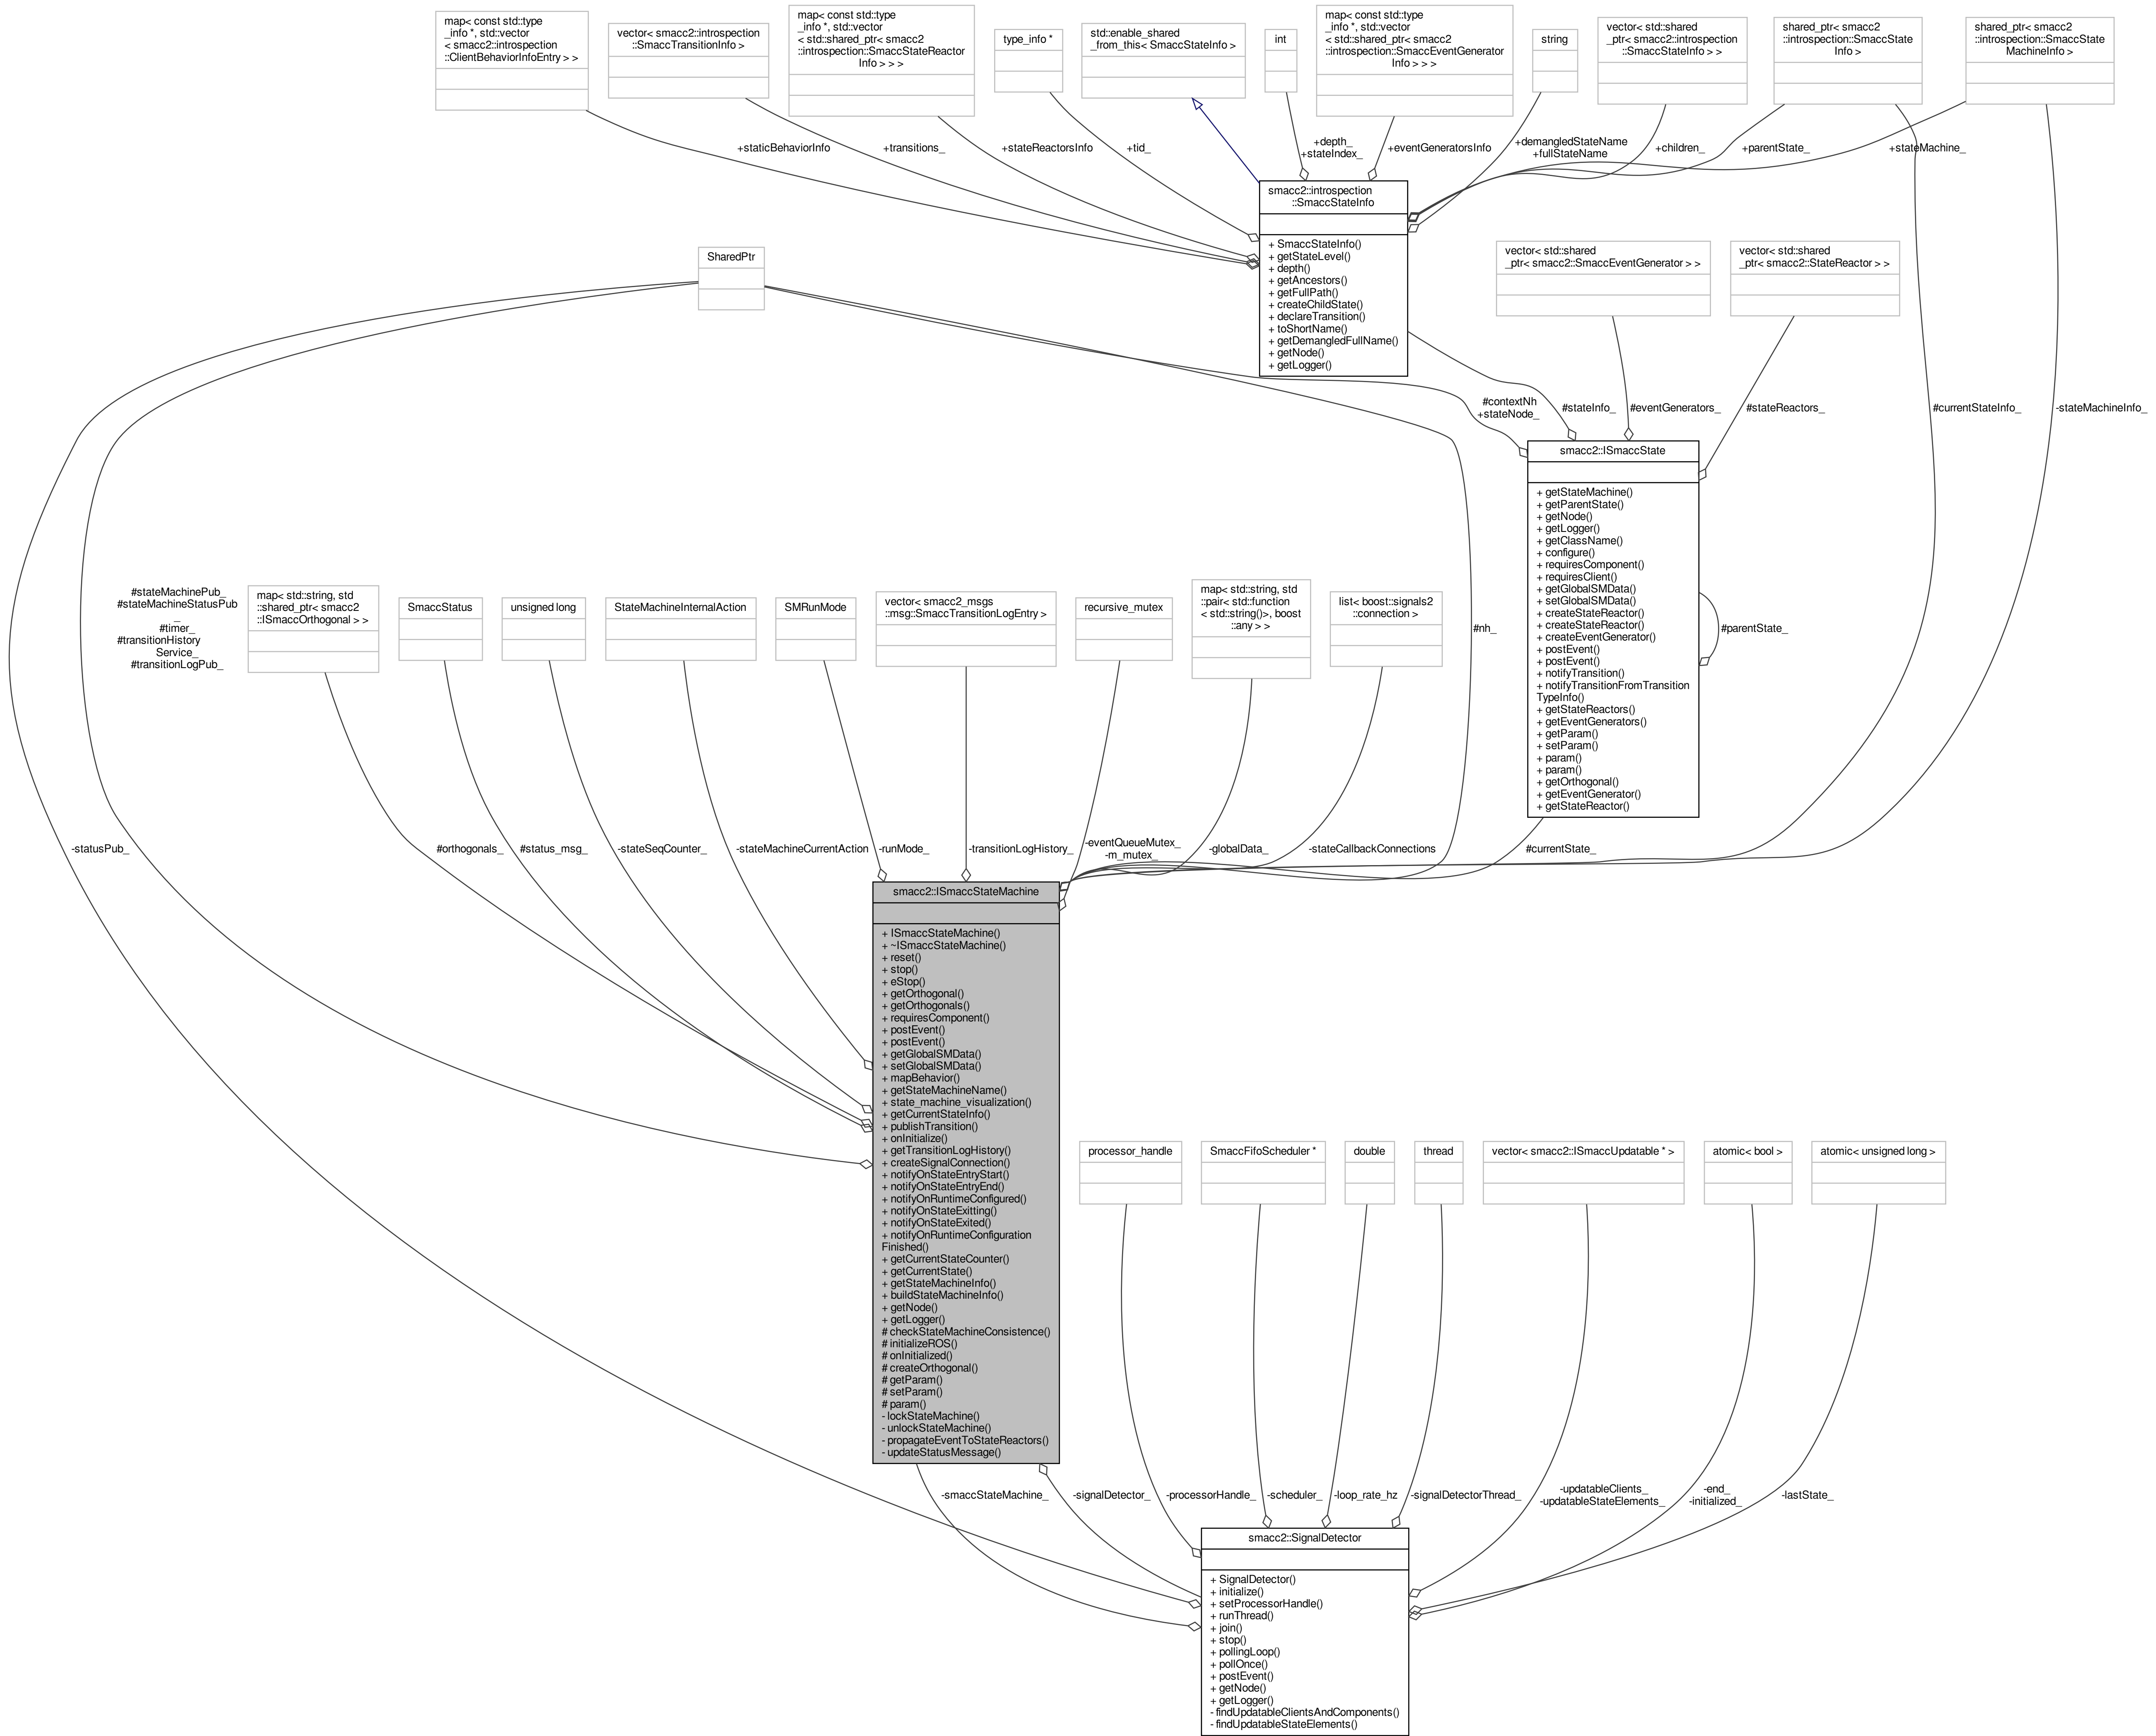 map< const std::type
_info *, std::vector
< smacc2::introspection
::ClientBehaviorInfoEntry > >
vector< smacc2::introspection
::SmaccTransitionInfo >
map< const std::type
_info *, std::vector
< std::shared_ptr< smacc2
::introspection::SmaccStateReactor
Info > > >
type_info *
std::enable_shared
_from_this< SmaccStateInfo >
int
map< const std::type
_info *, std::vector
< std::shared_ptr< smacc2
::introspection::SmaccEventGenerator
Info > > >
string
vector< std::shared
_ptr< smacc2::introspection
::SmaccStateInfo > >
shared_ptr< smacc2
::introspection::SmaccState
Info >
shared_ptr< smacc2
::introspection::SmaccState
MachineInfo >
+staticBehaviorInfo
+transitions_
+stateReactorsInfo
+tid_
+depth_
+stateIndex_
+eventGeneratorsInfo
+demangledStateName
+fullStateName
+children_
+parentState_
+stateMachine_
smacc2::introspection
::SmaccStateInfo
+ SmaccStateInfo()
+ getStateLevel()
+ depth()
+ getAncestors()
+ getFullPath()
+ createChildState()
+ declareTransition()
+ toShortName()
+ getDemangledFullName()
+ getNode()
+ getLogger()
SharedPtr
vector< std::shared
_ptr< smacc2::SmaccEventGenerator > >
vector< std::shared
_ptr< smacc2::StateReactor > >
#contextNh
+stateNode_
#stateInfo_
#eventGenerators_
#stateReactors_
#currentStateInfo_
-stateMachineInfo_
smacc2::ISmaccState
+ getStateMachine()
+ getParentState()
+ getNode()
+ getLogger()
+ getClassName()
+ configure()
+ requiresComponent()
+ requiresClient()
+ getGlobalSMData()
+ setGlobalSMData()
+ createStateReactor()
+ createStateReactor()
+ createEventGenerator()
+ postEvent()
+ postEvent()
+ notifyTransition()
+ notifyTransitionFromTransition
TypeInfo()
+ getStateReactors()
+ getEventGenerators()
+ getParam()
+ setParam()
+ param()
+ param()
+ getOrthogonal()
+ getEventGenerator()
+ getStateReactor()
#parentState_
#stateMachinePub_
#stateMachineStatusPub
_
#timer_
#transitionHistory
Service_
#transitionLogPub_
map< std::string, std
::shared_ptr< smacc2
::ISmaccOrthogonal > >
SmaccStatus
unsigned long
StateMachineInternalAction
SMRunMode
vector< smacc2_msgs
::msg::SmaccTransitionLogEntry >
recursive_mutex
map< std::string, std
::pair< std::function
< std::string()>, boost
::any > >
list< boost::signals2
::connection >
#nh_
-statusPub_
#orthogonals_
#status_msg_
-stateSeqCounter_
-stateMachineCurrentAction
-runMode_
-transitionLogHistory_
-eventQueueMutex_
-m_mutex_
-globalData_
-stateCallbackConnections
#currentState_
smacc2::ISmaccStateMachine
+ ISmaccStateMachine()
+ ~ISmaccStateMachine()
+ reset()
+ stop()
+ eStop()
+ getOrthogonal()
+ getOrthogonals()
+ requiresComponent()
+ postEvent()
+ postEvent()
+ getGlobalSMData()
+ setGlobalSMData()
+ mapBehavior()
+ getStateMachineName()
+ state_machine_visualization()
+ getCurrentStateInfo()
+ publishTransition()
+ onInitialize()
+ getTransitionLogHistory()
+ createSignalConnection()
+ notifyOnStateEntryStart()
+ notifyOnStateEntryEnd()
+ notifyOnRuntimeConfigured()
+ notifyOnStateExitting()
+ notifyOnStateExited()
+ notifyOnRuntimeConfiguration
Finished()
+ getCurrentStateCounter()
+ getCurrentState()
+ getStateMachineInfo()
+ buildStateMachineInfo()
+ getNode()
+ getLogger()
# checkStateMachineConsistence()
# initializeROS()
# onInitialized()
# createOrthogonal()
# getParam()
# setParam()
# param()
- lockStateMachine()
- unlockStateMachine()
- propagateEventToStateReactors()
- updateStatusMessage()
processor_handle
SmaccFifoScheduler *
double
thread
vector< smacc2::ISmaccUpdatable * >
atomic< bool >
atomic< unsigned long >
-smaccStateMachine_
-signalDetector_
-processorHandle_
-scheduler_
-loop_rate_hz
-signalDetectorThread_
-updatableClients_
-updatableStateElements_
-end_
-initialized_
-lastState_
smacc2::SignalDetector
+ SignalDetector()
+ initialize()
+ setProcessorHandle()
+ runThread()
+ join()
+ stop()
+ pollingLoop()
+ pollOnce()
+ postEvent()
+ getNode()
+ getLogger()
- findUpdatableClientsAndComponents()
- findUpdatableStateElements()